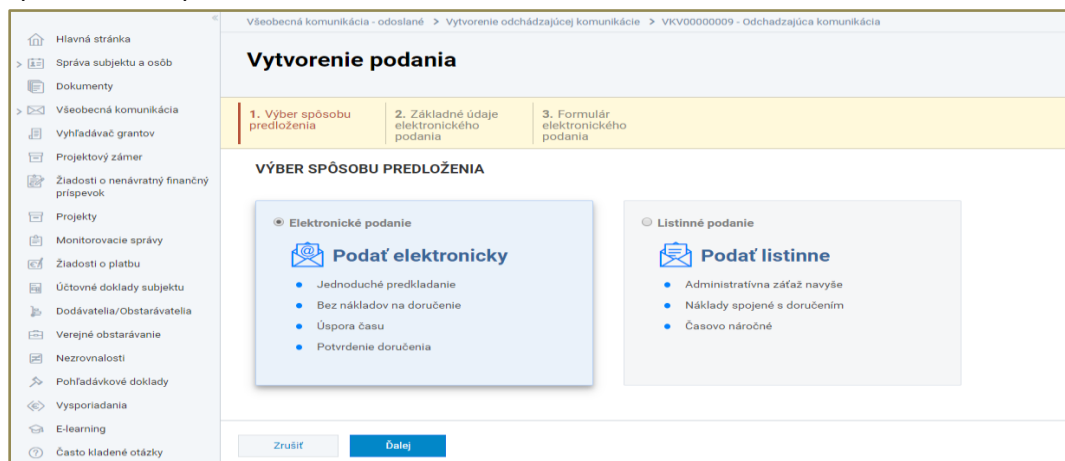 Všeobecná komunikácia - odoslané > Vytvorenie odchádzajúcej komunikácie > VKV00000009 - Odchadzajúca komunikácia
Hlavná stránka
Správa subjektu a osôb
Dokumenty
Všeobecná komunikácia
Vyhľadávač grantov
Projektový zámer
Žiadosti o nenávratný finančný
príspevok
Projekty
Monitorovacie správy
Žiadosti o platbu
Účtovné doklady subjektu
Dodávatelia/Obstarávatelia
Verejné obstarávanie
Nezrovnalosti
Pohľadávkové doklady
Vysporiadania
E-learning
Často kladené otázky
Vytvorenie podania
1. Výber spôsobu
predloženia
2. Základné údaje
elektronického
podania
3. Formulár
elektronického
podania
VÝBER SPÔSOBU PREDLOŽENIA
Elektronické podanie
Podať elektronicky
Jednoduché predkladanie
Bez nákladov na doručenie
Úspora času
Potvrdenie doručenia
Listinné podanie
Podať listinne
Administratívna záťaž navyše
Náklady spojené s doručením
Časovo náročné
Zrušiť
Ďalej